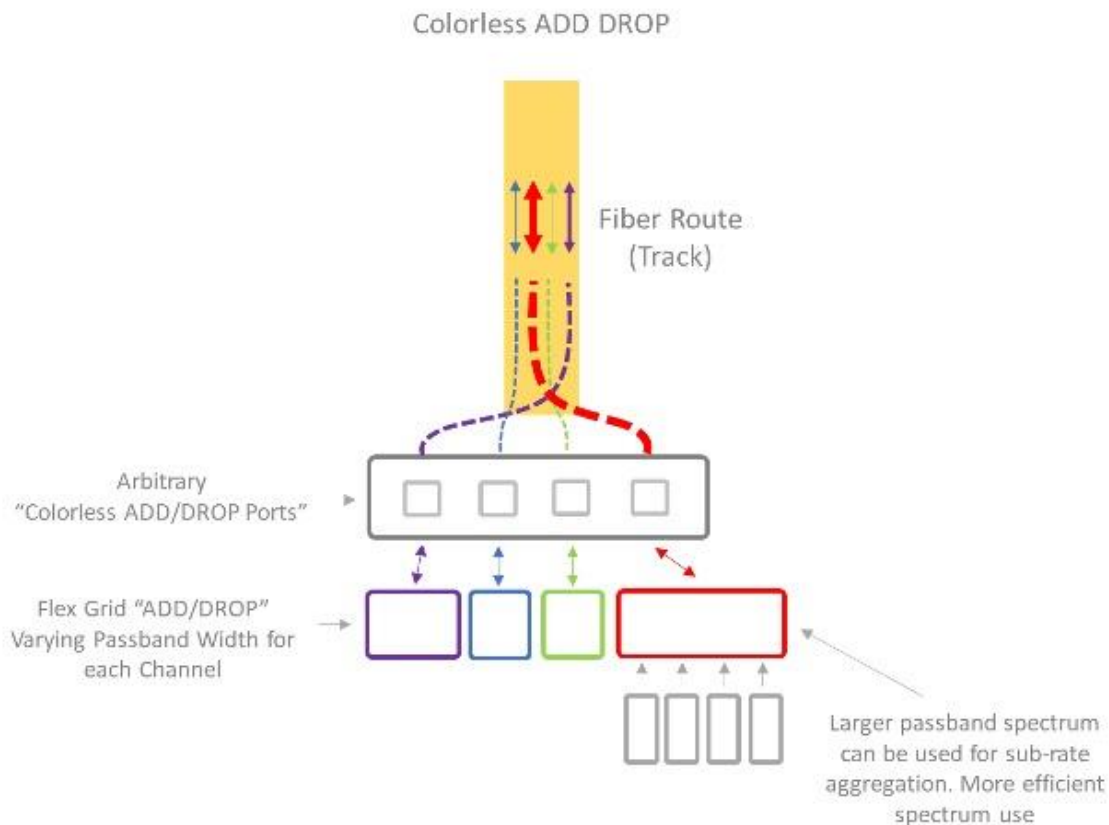 Colorless ADD DROP
Fiber Route
(Track)
Arbitrary
“Colorless ADD/DROP Ports”
Flex Grid “ADD/DROP”
Varying Passband Width for
each Channel
Larger passband spectrum
can be used for sub-rate
aggregation. More efficient
spectrum use